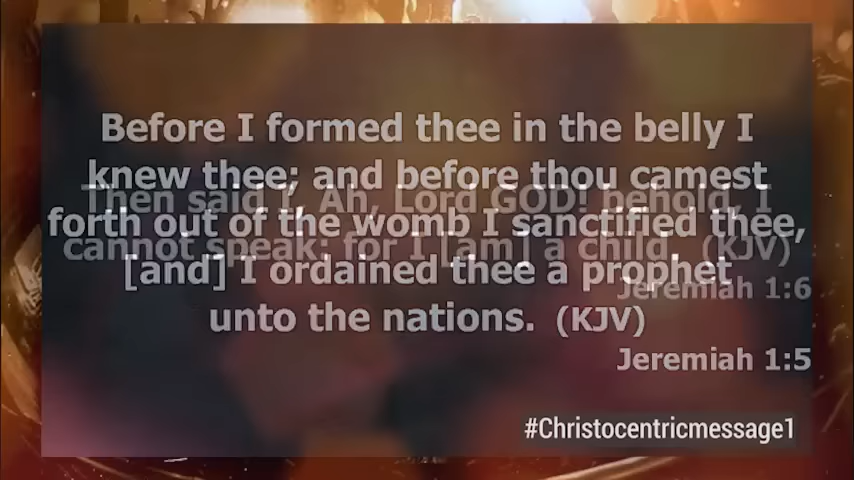 Before I formed thee in the belly I
knew thee; and before thou camest
Then said I, Ah, Lord GOD! behold, I
forth out of the womb I sanctified thee,
cannot speak: for I [am] a child. (KJV)
[and] I ordained thee a prophet
Jeremiah 1:6
unto the nations. (KJV)
Jeremiah 1:5
#Christocentricmessage1